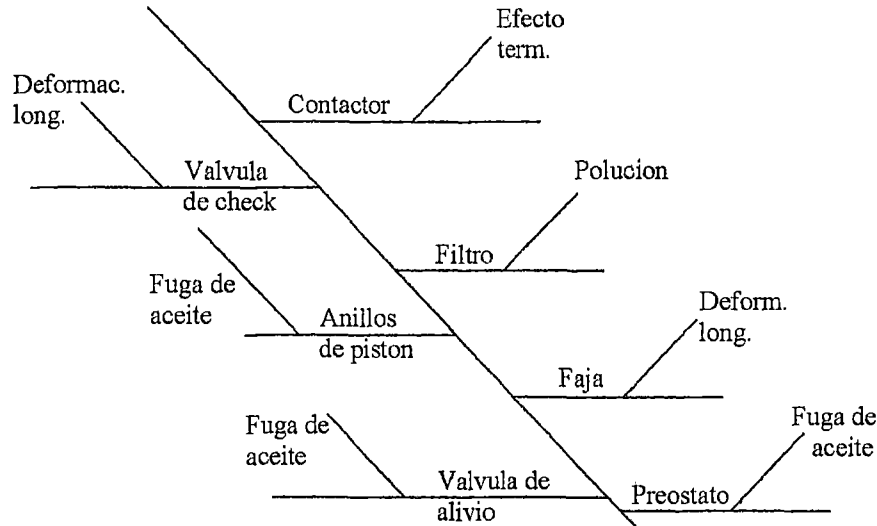 Efecto
term.
Deformac.
long.
Contactor
Valvula
de check
Polucion
Filtro
Fuga de
aceite
Anillos
de piston
Deform.
long.
Faja
Fuga de
aceite
Fuga de
aceite
Valvula de
alivio
Preostato